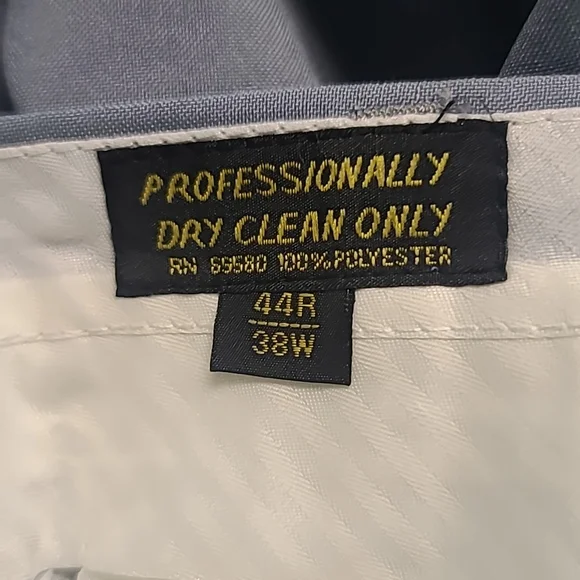 PROFESSIONALLY
DRY CLEAN ONLY
RN 69580 100% POLYESTER
44R
38W